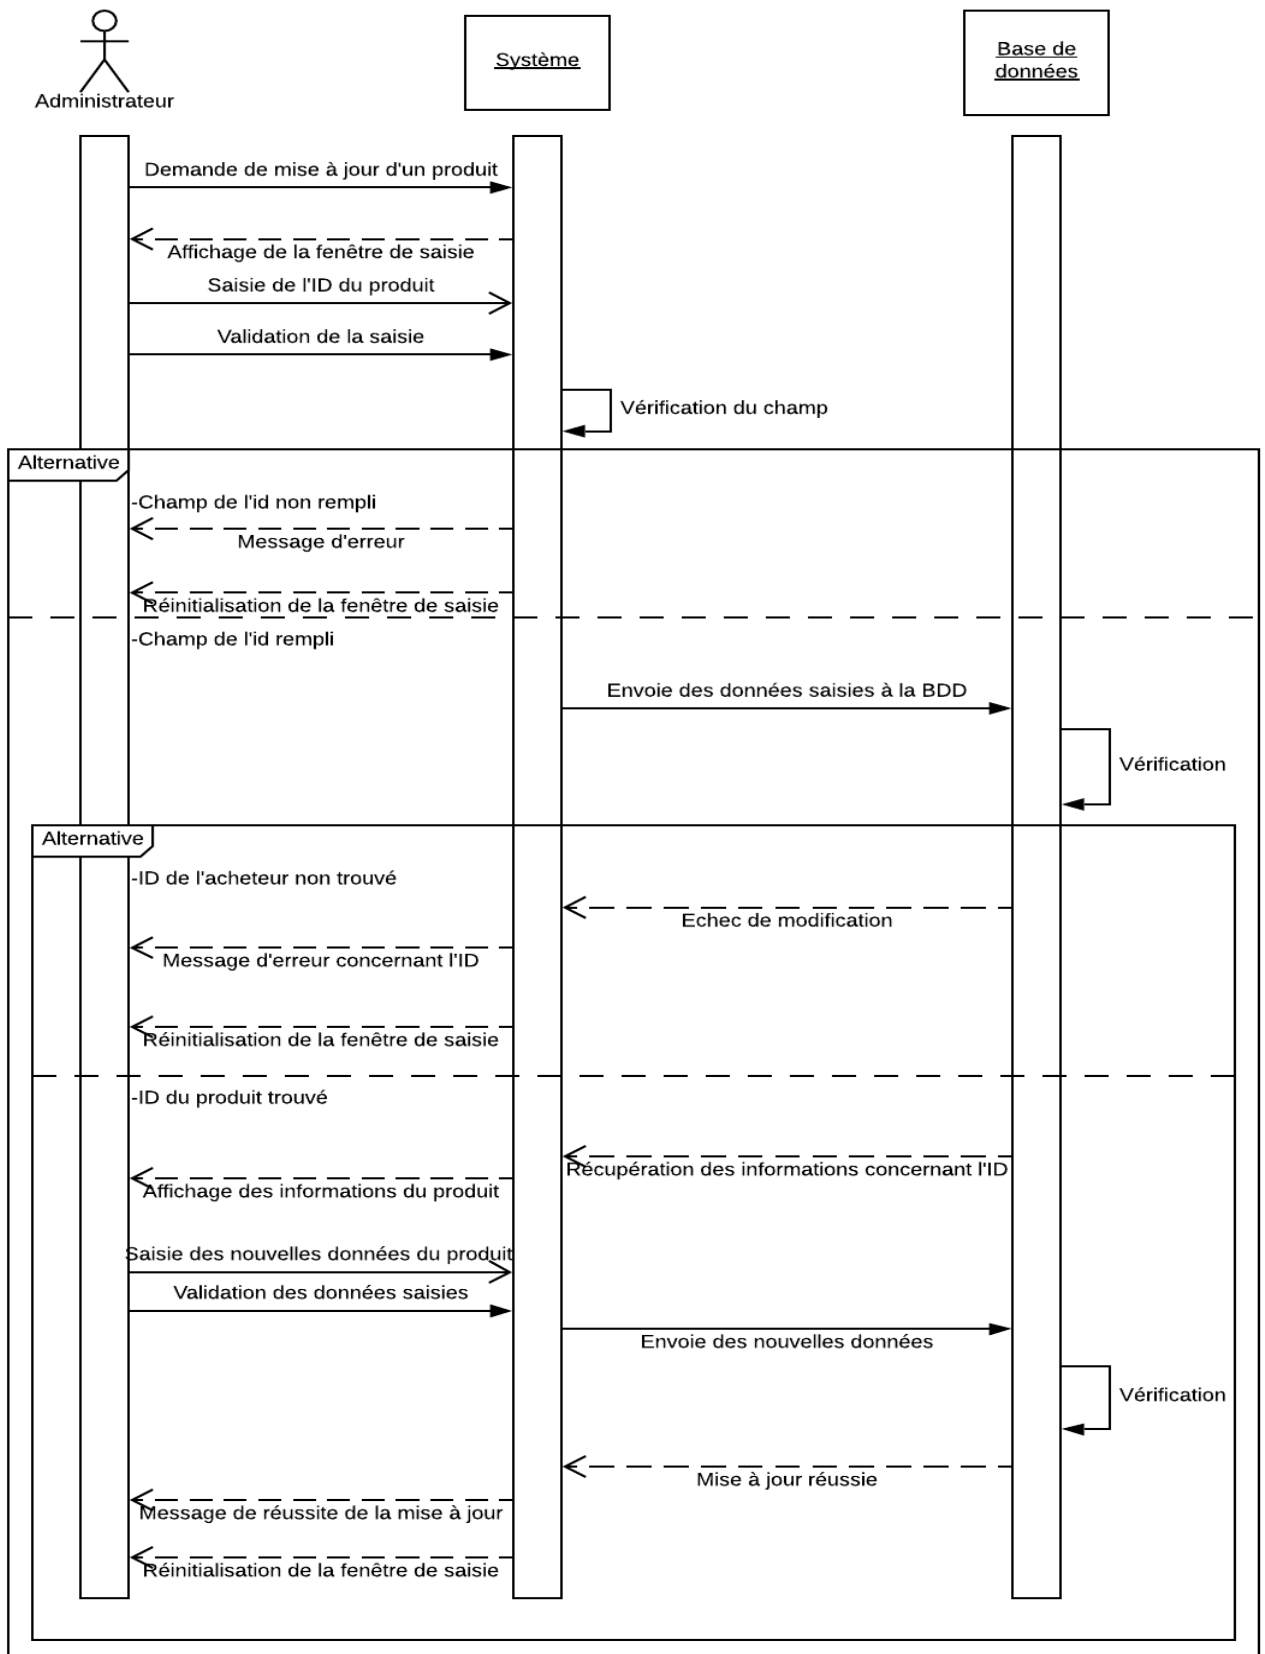 Administrateur
Système
Base de
données
Demande de mise à jour d'un produit
Affichage de la fenêtre de saisie
Saisie de l'ID du produit
Validation de la saisie
Vérification du champ
Alternative
-Champ de l'id non rempli
Message d'erreur
Réinitialisation de la fenêtre de saisie
-Champ de l'id rempli
Envoie des données saisies à la BDD
Vérification
Alternative
-ID de l'acheteur non trouvé
Echec de modification
Message d'erreur concernant l'ID
Réinitialisation de la fenêtre de saisie
-ID du produit trouvé
Récupération des informations concernant l'ID
Affichage des informations du produit
Saisie des nouvelles données du produit
Validation des données saisies
Envoie des nouvelles données
Vérification
Mise à jour réussie
Message de réussite de la mise à jour
Réinitialisation de la fenêtre de saisie